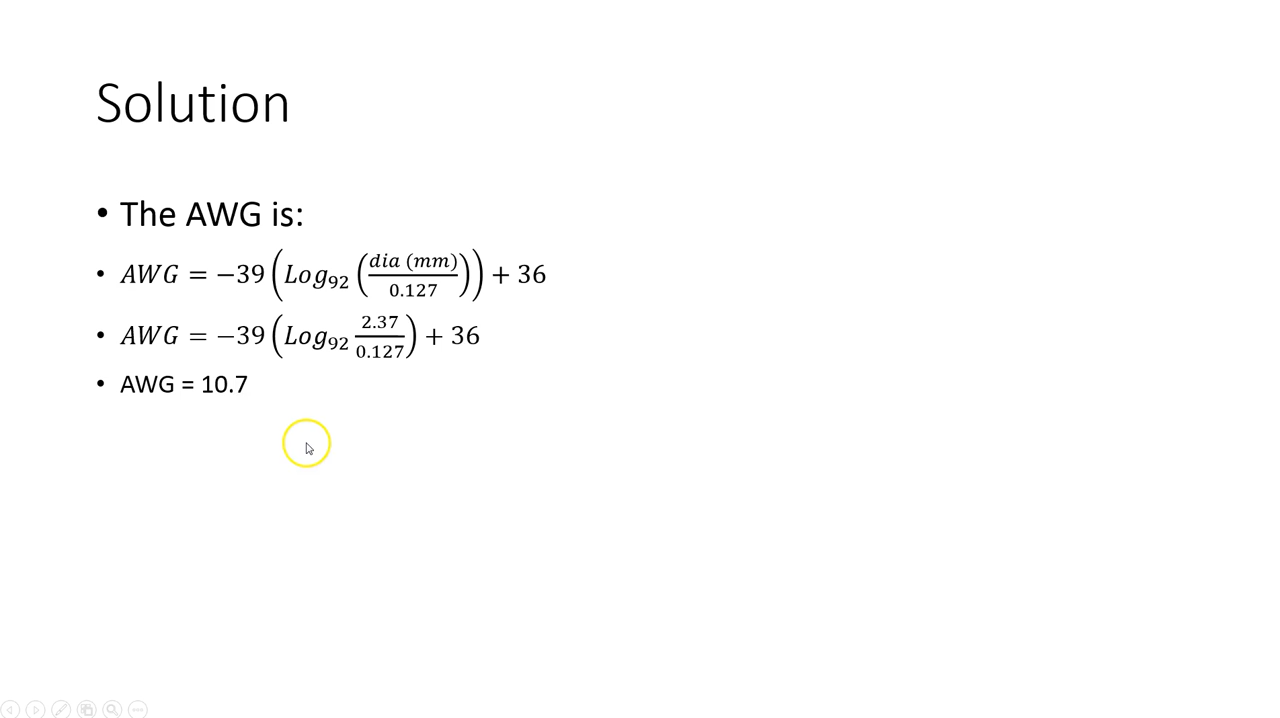 Solution
• The AWG is:
• AWG = −39 (Log₉₂ (dia (mm) / 0.127)) + 36
• AWG = −39 (Log₉₂ 2.37 / 0.127) + 36
• AWG = 10.7